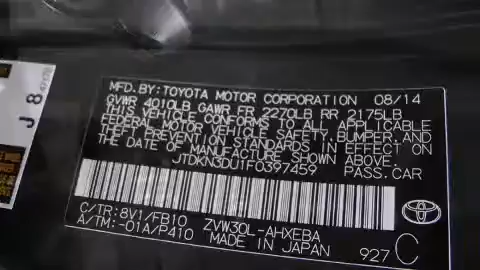 MFD. BY: TOYOTA MOTOR CORPORATION 08/14
GVWR 4010LB GAWR FR 2270LB RR 2175LB
THIS VEHICLE CONFORMS TO ALL APPLICABLE
FEDERAL MOTOR VEHICLE SAFETY, BUMPER, AND
THEFT PREVENTION STANDARDS IN EFFECT ON
THE DATE OF MANUFACTURE SHOWN ABOVE.
JTDKN3DU1F0397459 PASS.CAR
C/TR: 8V1/FB10 ZVW30L-AHXEBA
A/TM: -01A/P410 MADE IN JAPAN 927 C
J 8